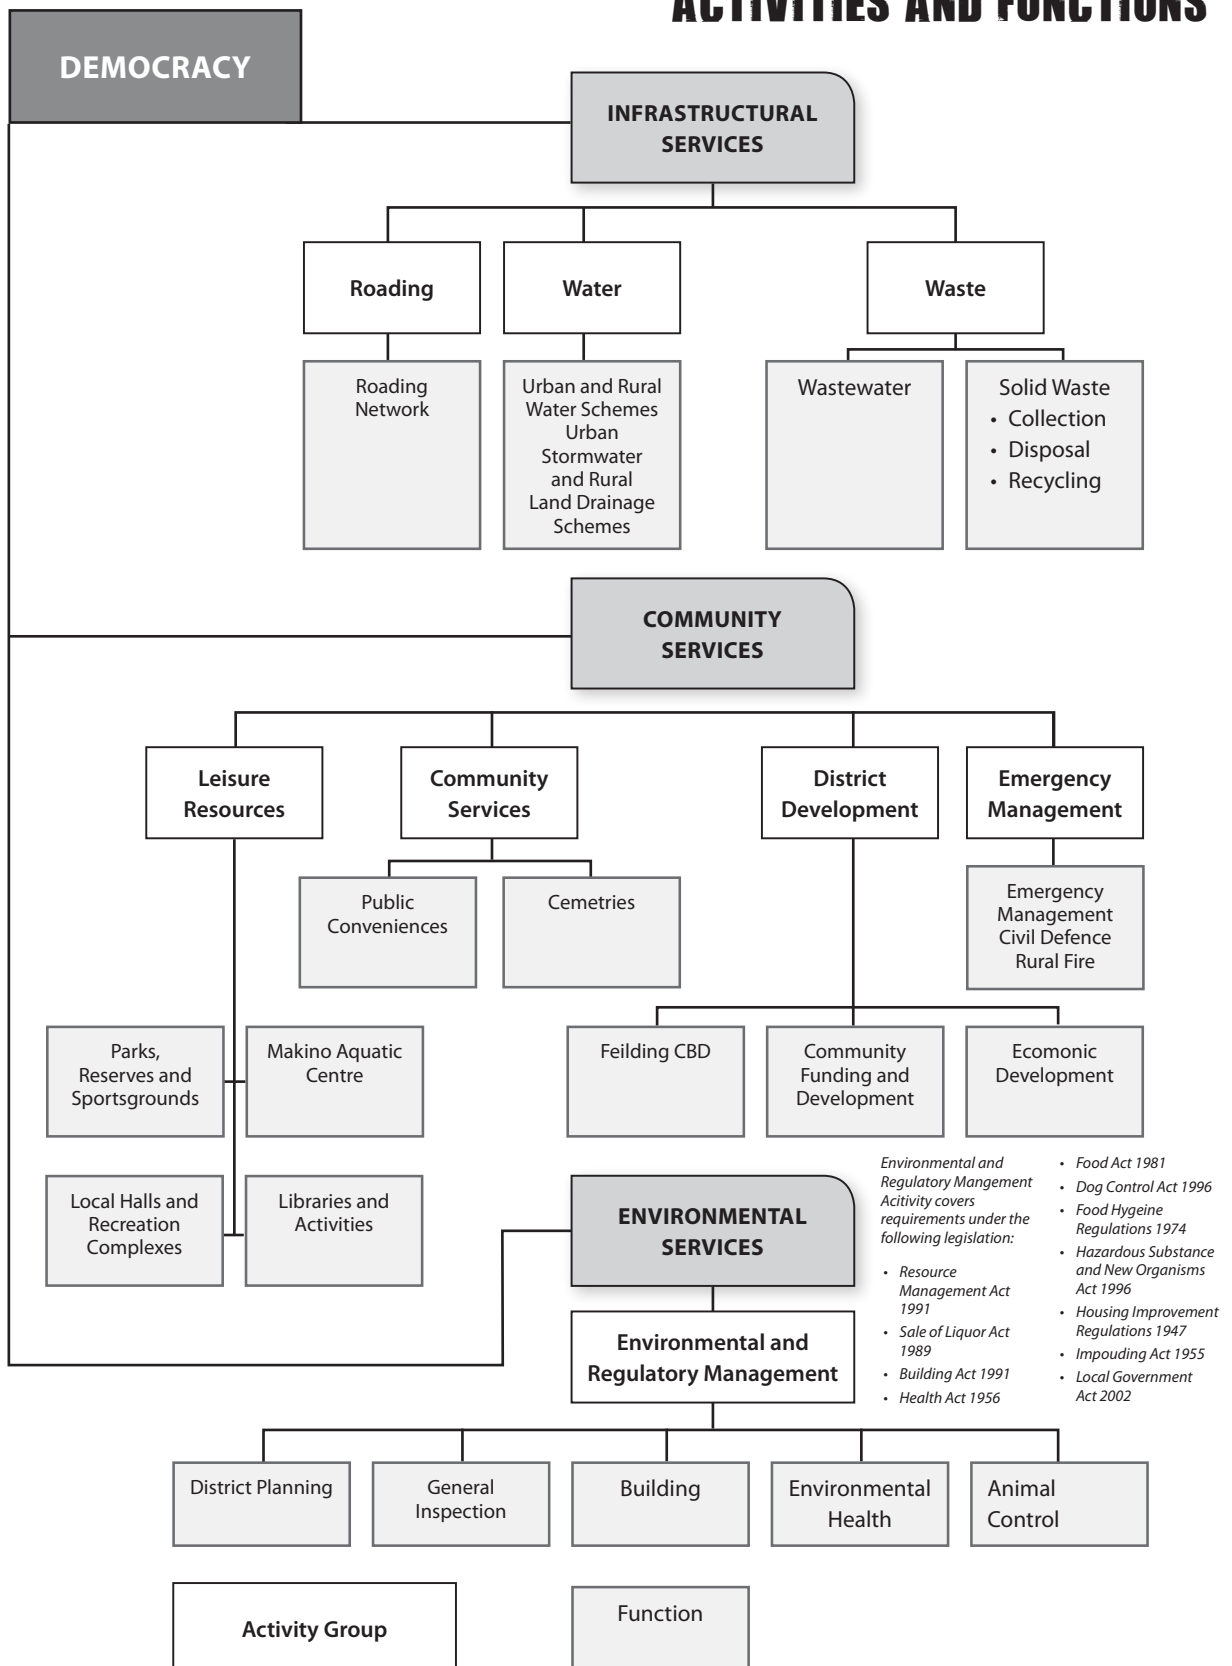 ACTIVITIES AND FUNCTIONS
DEMOCRACY
INFRASTRUCTURAL
SERVICES
Roading
Water
Waste
Roading
Network
Urban and Rural
Water Schemes
Urban
Stormwater
and Rural
Land Drainage
Schemes
Wastewater
Solid Waste
• Collection
• Disposal
• Recycling
COMMUNITY
SERVICES
Leisure
Resources
Community
Services
District
Development
Emergency
Management
Public
Conveniences
Cemetries
Emergency
Management
Civil Defence
Rural Fire
Parks,
Reserves and
Sportsgrounds
Makino Aquatic
Centre
Feilding CBD
Community
Funding and
Development
Ecomonic
Development
Local Halls and
Recreation
Complexes
Libraries and
Activities
ENVIRONMENTAL
SERVICES
Environmental and
Regulatory Mangement
Acitivity covers
requirements under the
following legislation:
• Resource
Management Act
1991
• Sale of Liquor Act
1989
• Building Act 1991
• Health Act 1956
• Food Act 1981
• Dog Control Act 1996
• Food Hygeine
Regulations 1974
• Hazardous Substance
and New Organisms
Act 1996
• Housing Improvement
Regulations 1947
• Impouding Act 1955
• Local Government
Act 2002
Environmental and
Regulatory Management
District Planning
General
Inspection
Building
Environmental
Health
Animal
Control
Activity Group
Function